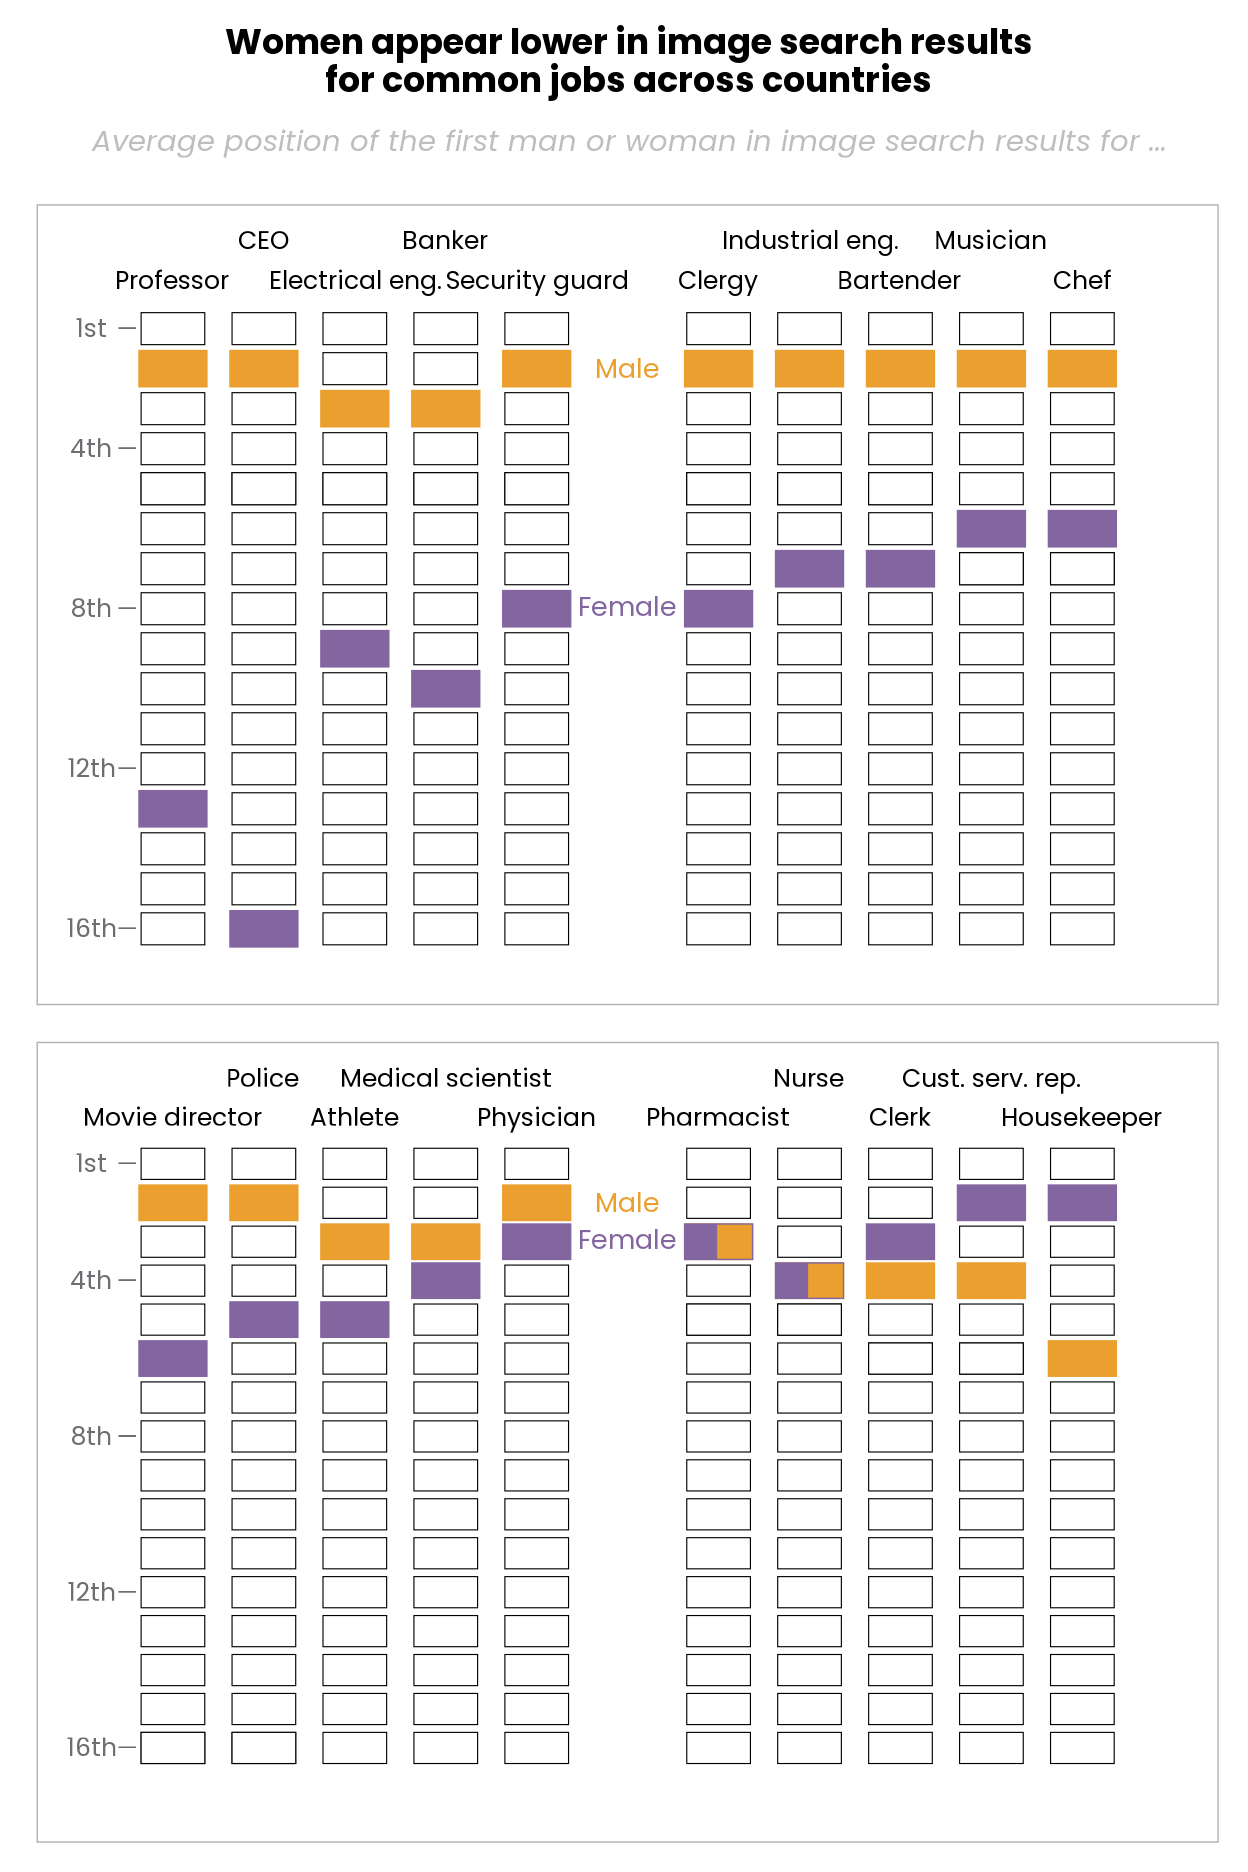 Women appear lower in image search results
for common jobs across countries
Average position of the first man or woman in image search results for ...
CEO Banker Industrial eng. Musician
Professor Electrical eng. Security guard Clergy Bartender Chef
1st
Male
4th
8th Female
12th
16th
Police Medical scientist Nurse Cust. serv. rep.
Movie director Athlete Physician Pharmacist Clerk Housekeeper
1st
Male
Female
4th
8th
12th
16th